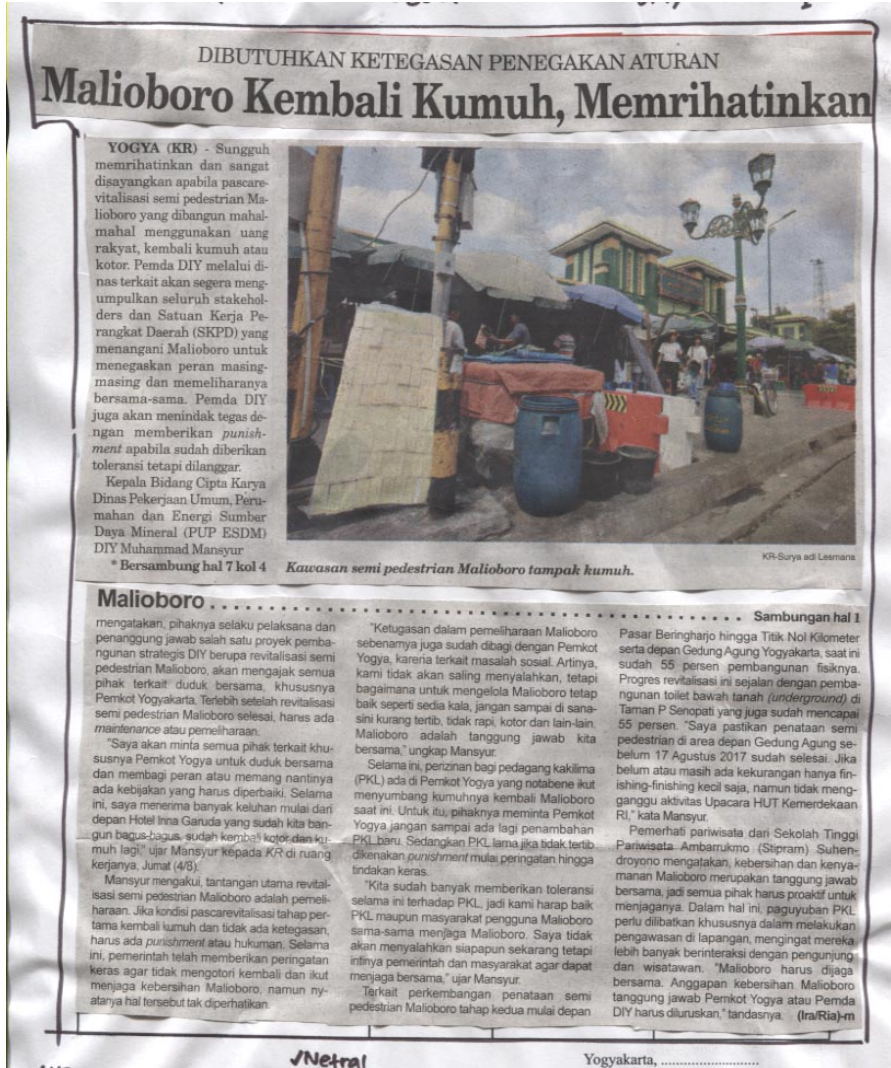 DIBUTUHKAN KETEGASAN PENEGAKAN ATURAN
Malioboro Kembali Kumuh, Memrihatinkan
YOGYA (KR) - Sungguh
memrihatinkan dan sangat
disayangkan apabila pascare-
vitalisasi semi pedestrian Ma-
lioboro yang dibangun mahal-
mahal menggunakan uang
rakyat, kembali kumuh atau
kotor. Pemda DIY melalui di-
nas terkait akan segera meng-
umpulkan seluruh stakehol-
ders dan Satuan Kerja Pe-
rangkat Daerah (SKPD) yang
menangani Malioboro untuk
menegaskan peran masing-
masing dan memeliharanya
bersama-sama. Pemda DIY
juga akan menindak tegas de-
ngan memberikan punish-
ment apabila sudah diberikan
toleransi tetapi dilanggar.
Kepala Bidang Cipta Karya
Dinas Pekerjaan Umum, Peru-
mahan dan Energi Sumber
Daya Mineral (PUP ESDM)
DIY Muhammad Mansyur
* Bersambung hal 7 kol 4
KR-Surya adi Lesmana
Kawasan semi pedestrian Malioboro tampak kumuh.
Malioboro . . . . . . . . . . . . . . . . . . . . Sambungan hal 1
mengatakan, pihaknya selaku pelaksana dan
penanggung jawab salah satu proyek pemba-
ngunan strategis DIY berupa revitalisasi semi
pedestrian Malioboro, akan mengajak semua
pihak terkait duduk bersama, khususnya
Pemkot Yogyakarta. Terlebih setelah revitalisasi
semi pedestrian Malioboro selesai, harus ada
maintenance atau pemeliharaan.
"Saya akan minta semua pihak terkait khu-
susnya Pemkot Yogya untuk duduk bersama
dan membagi peran atau memang nantinya
ada kebijakan yang harus diperbaiki. Selama
ini, saya menerima banyak keluhan mulai dari
depan Hotel Inna Garuda yang sudah kita ban-
gun bagus-bagus, sudah kembali kotor dan ku-
muh lagi," ujar Mansyur kepada KR di ruang
kerjanya, Jumat (4/8).
Mansyur mengakui, tantangan utama revital-
isasi semi pedestrian Malioboro adalah pemeli-
haraan. Jika kondisi pascarevitalisasi tahap per-
tama kembali kumuh dan tidak ada ketegasan,
harus ada punishment atau hukuman. Selama
ini, pemerintah telah memberikan peringatan
keras agar tidak mengotori kembali dan ikut
menjaga kebersihan Malioboro, namun ny-
atanya hal tersebut tak diperhatikan.
"Ketugasan dalam pemeliharaan Malioboro
sebenarnya juga sudah dibagi dengan Pemkot
Yogya, karena terkait masalah sosial. Artinya,
kami tidak akan saling menyalahkan, tetapi
bagaimana untuk mengelola Malioboro tetap
baik seperti sedia kala, jangan sampai di sana-
sini kurang tertib, tidak rapi, kotor dan lain-lain.
Malioboro adalah tanggung jawab kita
bersama," ungkap Mansyur.
Selama ini, perizinan bagi pedagang kakilima
(PKL) ada di Pemkot Yogya yang notabene ikut
menyumbang kumuhnya kembali Malioboro
saat ini. Untuk itu, pihaknya meminta Pemkot
Yogya jangan sampai ada lagi penambahan
PKL baru. Sedangkan PKL lama jika tidak tertib
dikenakan punishment mulai peringatan hingga
tindakan keras.
"Kita sudah banyak memberikan toleransi
selama ini terhadap PKL, jadi kami harap baik
PKL maupun masyarakat pengguna Malioboro
sama-sama menjaga Malioboro. Saya tidak
akan menyalahkan siapapun sekarang tetapi
intinya pemerintah dan masyarakat agar dapat
menjaga bersama," ujar Mansyur.
Terkait perkembangan penataan semi
pedestrian Malioboro tahap kedua mulai depan
Pasar Beringharjo hingga Titik Nol Kilometer
serta depan Gedung Agung Yogyakarta, saat ini
sudah 55 persen pembangunan fisiknya.
Progres revitalisasi ini sejalan dengan pemba-
ngunan toilet bawah tanah (underground) di
Taman P Senopati yang juga sudah mencapai
55 persen. "Saya pastikan penataan semi
pedestrian di area depan Gedung Agung se-
belum 17 Agustus 2017 sudah selesai. Jika
belum atau masih ada kekurangan hanya fin-
ishing-finishing kecil saja, namun tidak meng-
ganggu aktivitas Upacara HUT Kemerdekaan
RI," kata Mansyur.
Pemerhati pariwisata dari Sekolah Tinggi
Pariwisata Ambarrukmo (Stipram) Suhen-
droyono mengatakan, kebersihan dan kenya-
manan Malioboro merupakan tanggung jawab
bersama, jadi semua pihak harus proaktif untuk
menjaganya. Dalam hal ini, paguyuban PKL
perlu dilibatkan khususnya dalam melakukan
pengawasan di lapangan, mengingat mereka
lebih banyak berinteraksi dengan pengunjung
dan wisatawan. "Malioboro harus dijaga
bersama. Anggapan kebersihan Malioboro
tanggung jawab Pemkot Yogya atau Pemda
DIY harus diluruskan," tandasnya. (Ira/Ria)-m
√Netral
Yogyakarta, ..........................